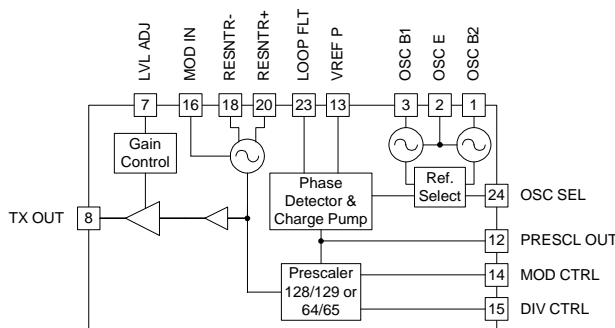 LVL ADJ
MOD IN
RESNTR-
RESNTR+
LOOP FLT
VREF P
OSC B1
OSC E
OSC B2
7
16
18
20
23
13
3
2
1
Gain
Control
Phase
Detector &
Charge Pump
Ref.
Select
24
OSC SEL
TX OUT
8
12
PRESCL OUT
Prescaler
128/129 or
64/65
14
MOD CTRL
15
DIV CTRL